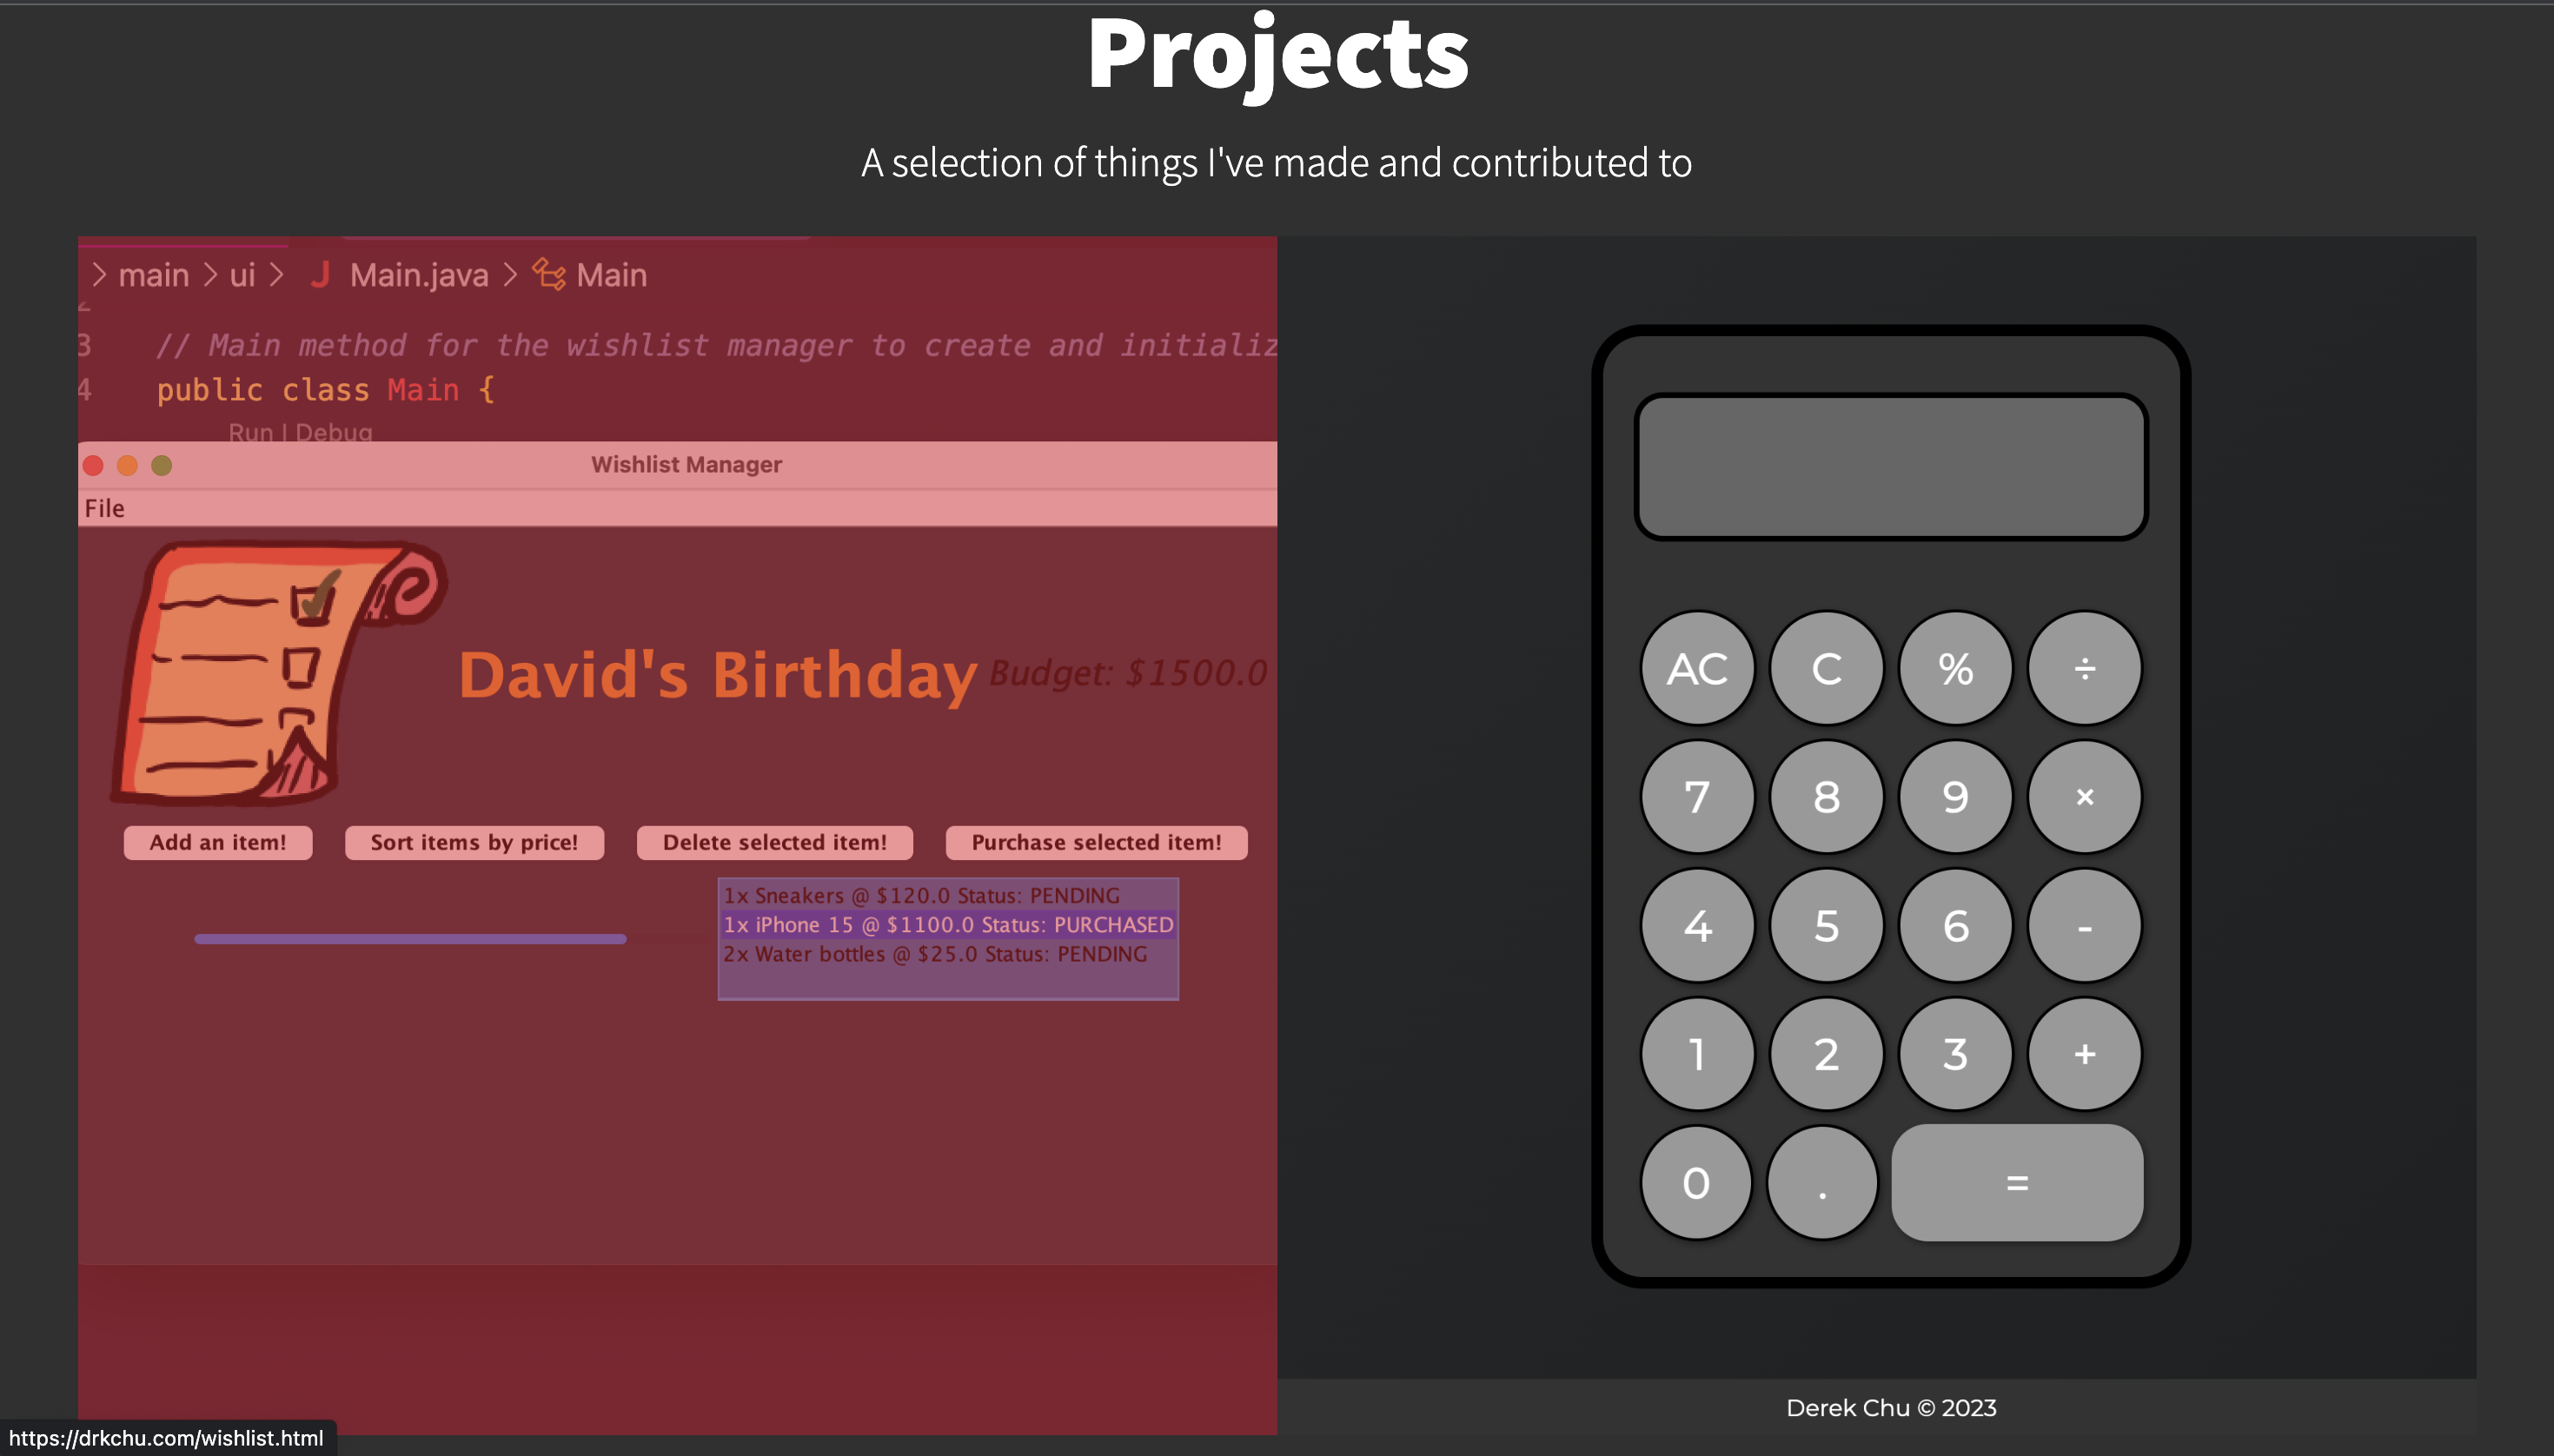 Projects
A selection of things I've made and contributed to
> main > ui > J Main.java > Main
2
3 // Main method for the wishlist manager to create and initializ
4 public class Main {
Run | Debug
Wishlist Manager
File
David's Birthday Budget: $1500.0
Add an item! Sort items by price! Delete selected item! Purchase selected item!
1x Sneakers @ $120.0 Status: PENDING
1x iPhone 15 @ $1100.0 Status: PURCHASED
2x Water bottles @ $25.0 Status: PENDING
AC C % ÷
7 8 9 ×
4 5 6 -
1 2 3 +
0 . =
Derek Chu © 2023
https://drkchu.com/wishlist.html